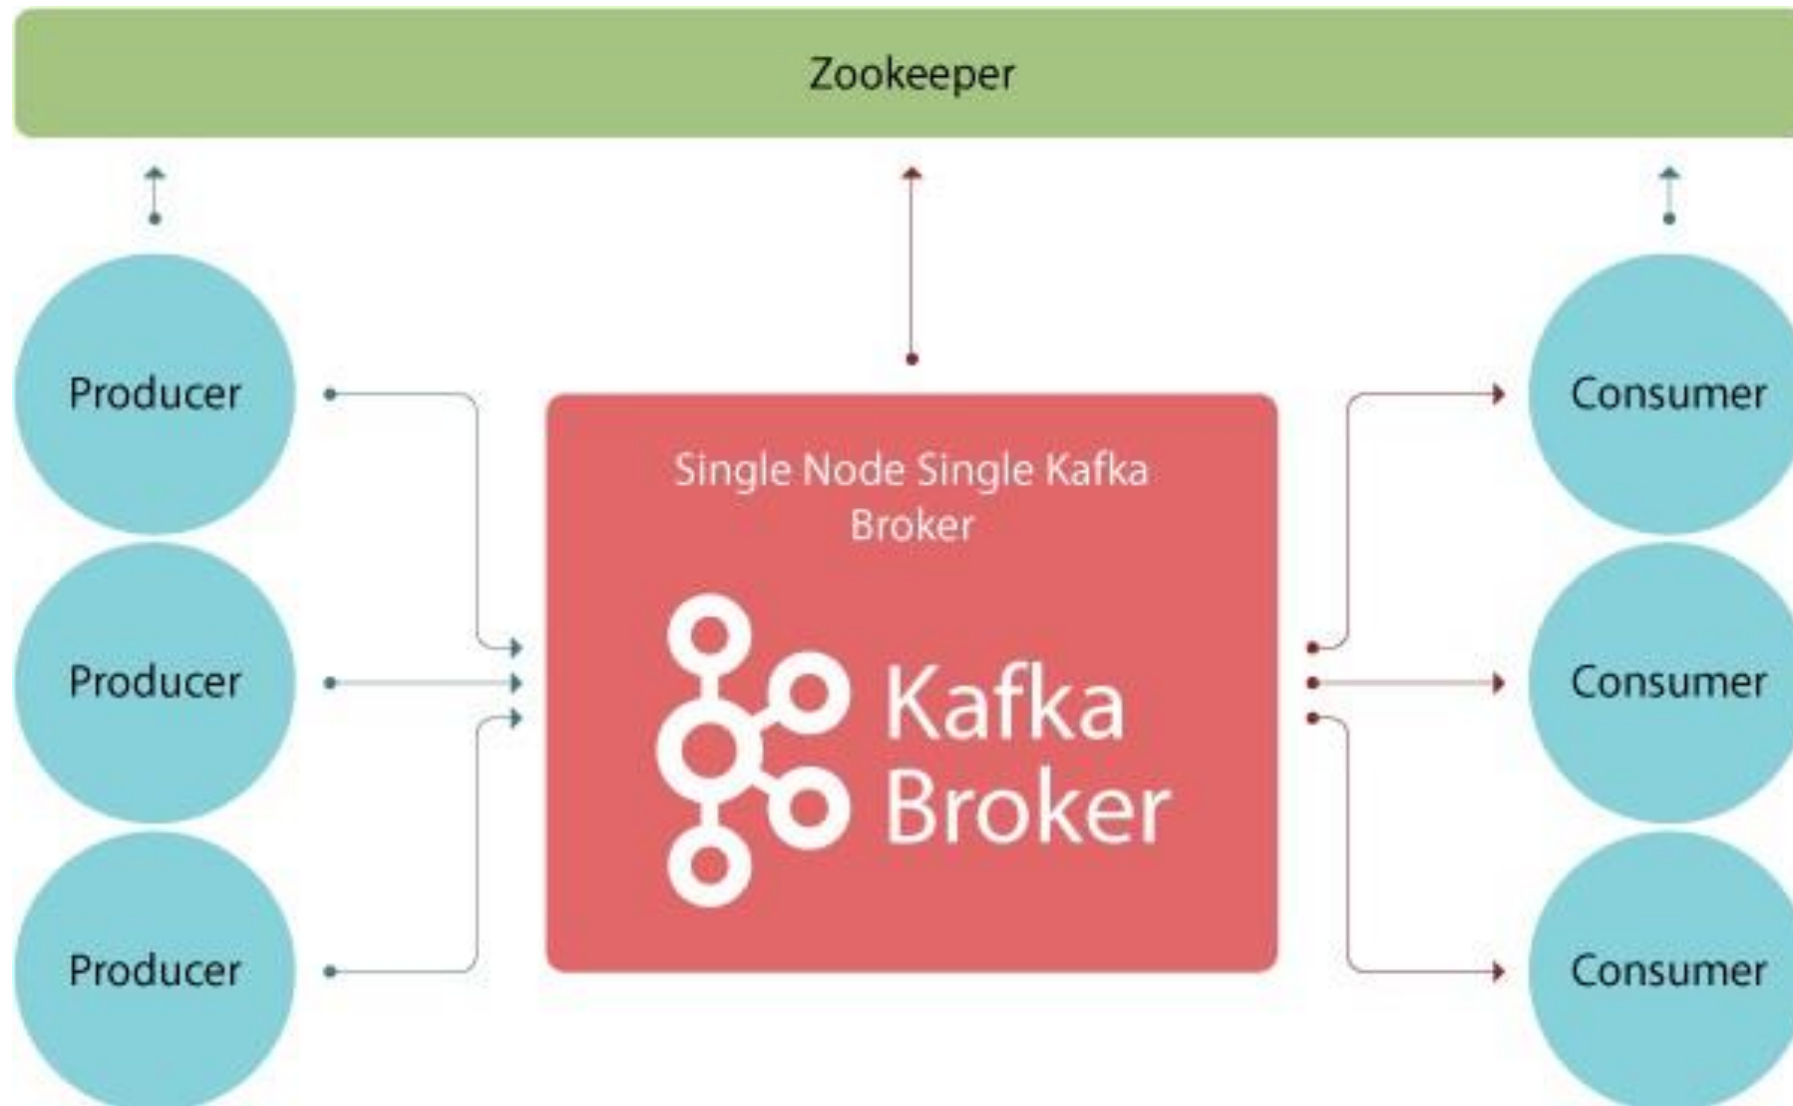 Zookeeper
Producer
Consumer
Single Node Single Kafka
Broker
Producer
Kafka
Broker
Consumer
Producer
Consumer